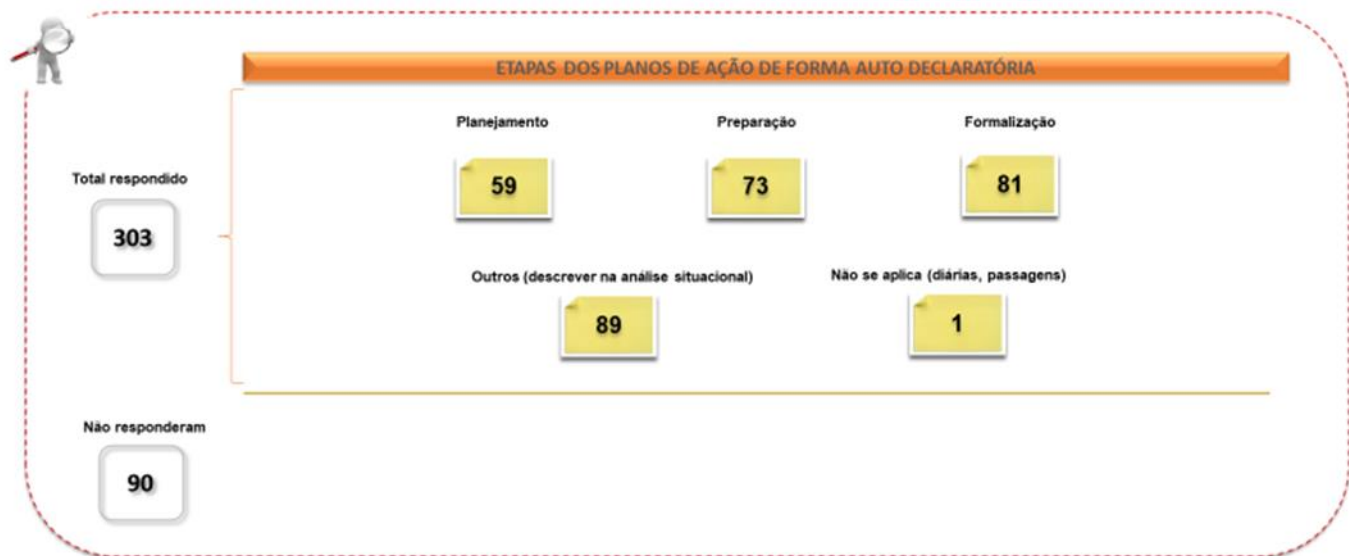 ETAPAS DOS PLANOS DE AÇÃO DE FORMA AUTO DECLARATÓRIA
Total respondido
303
Planejamento
59
Preparação
73
Formalização
81
Outros (descrever na análise situacional)
89
Não se aplica (diárias, passagens)
1
Não responderam
90